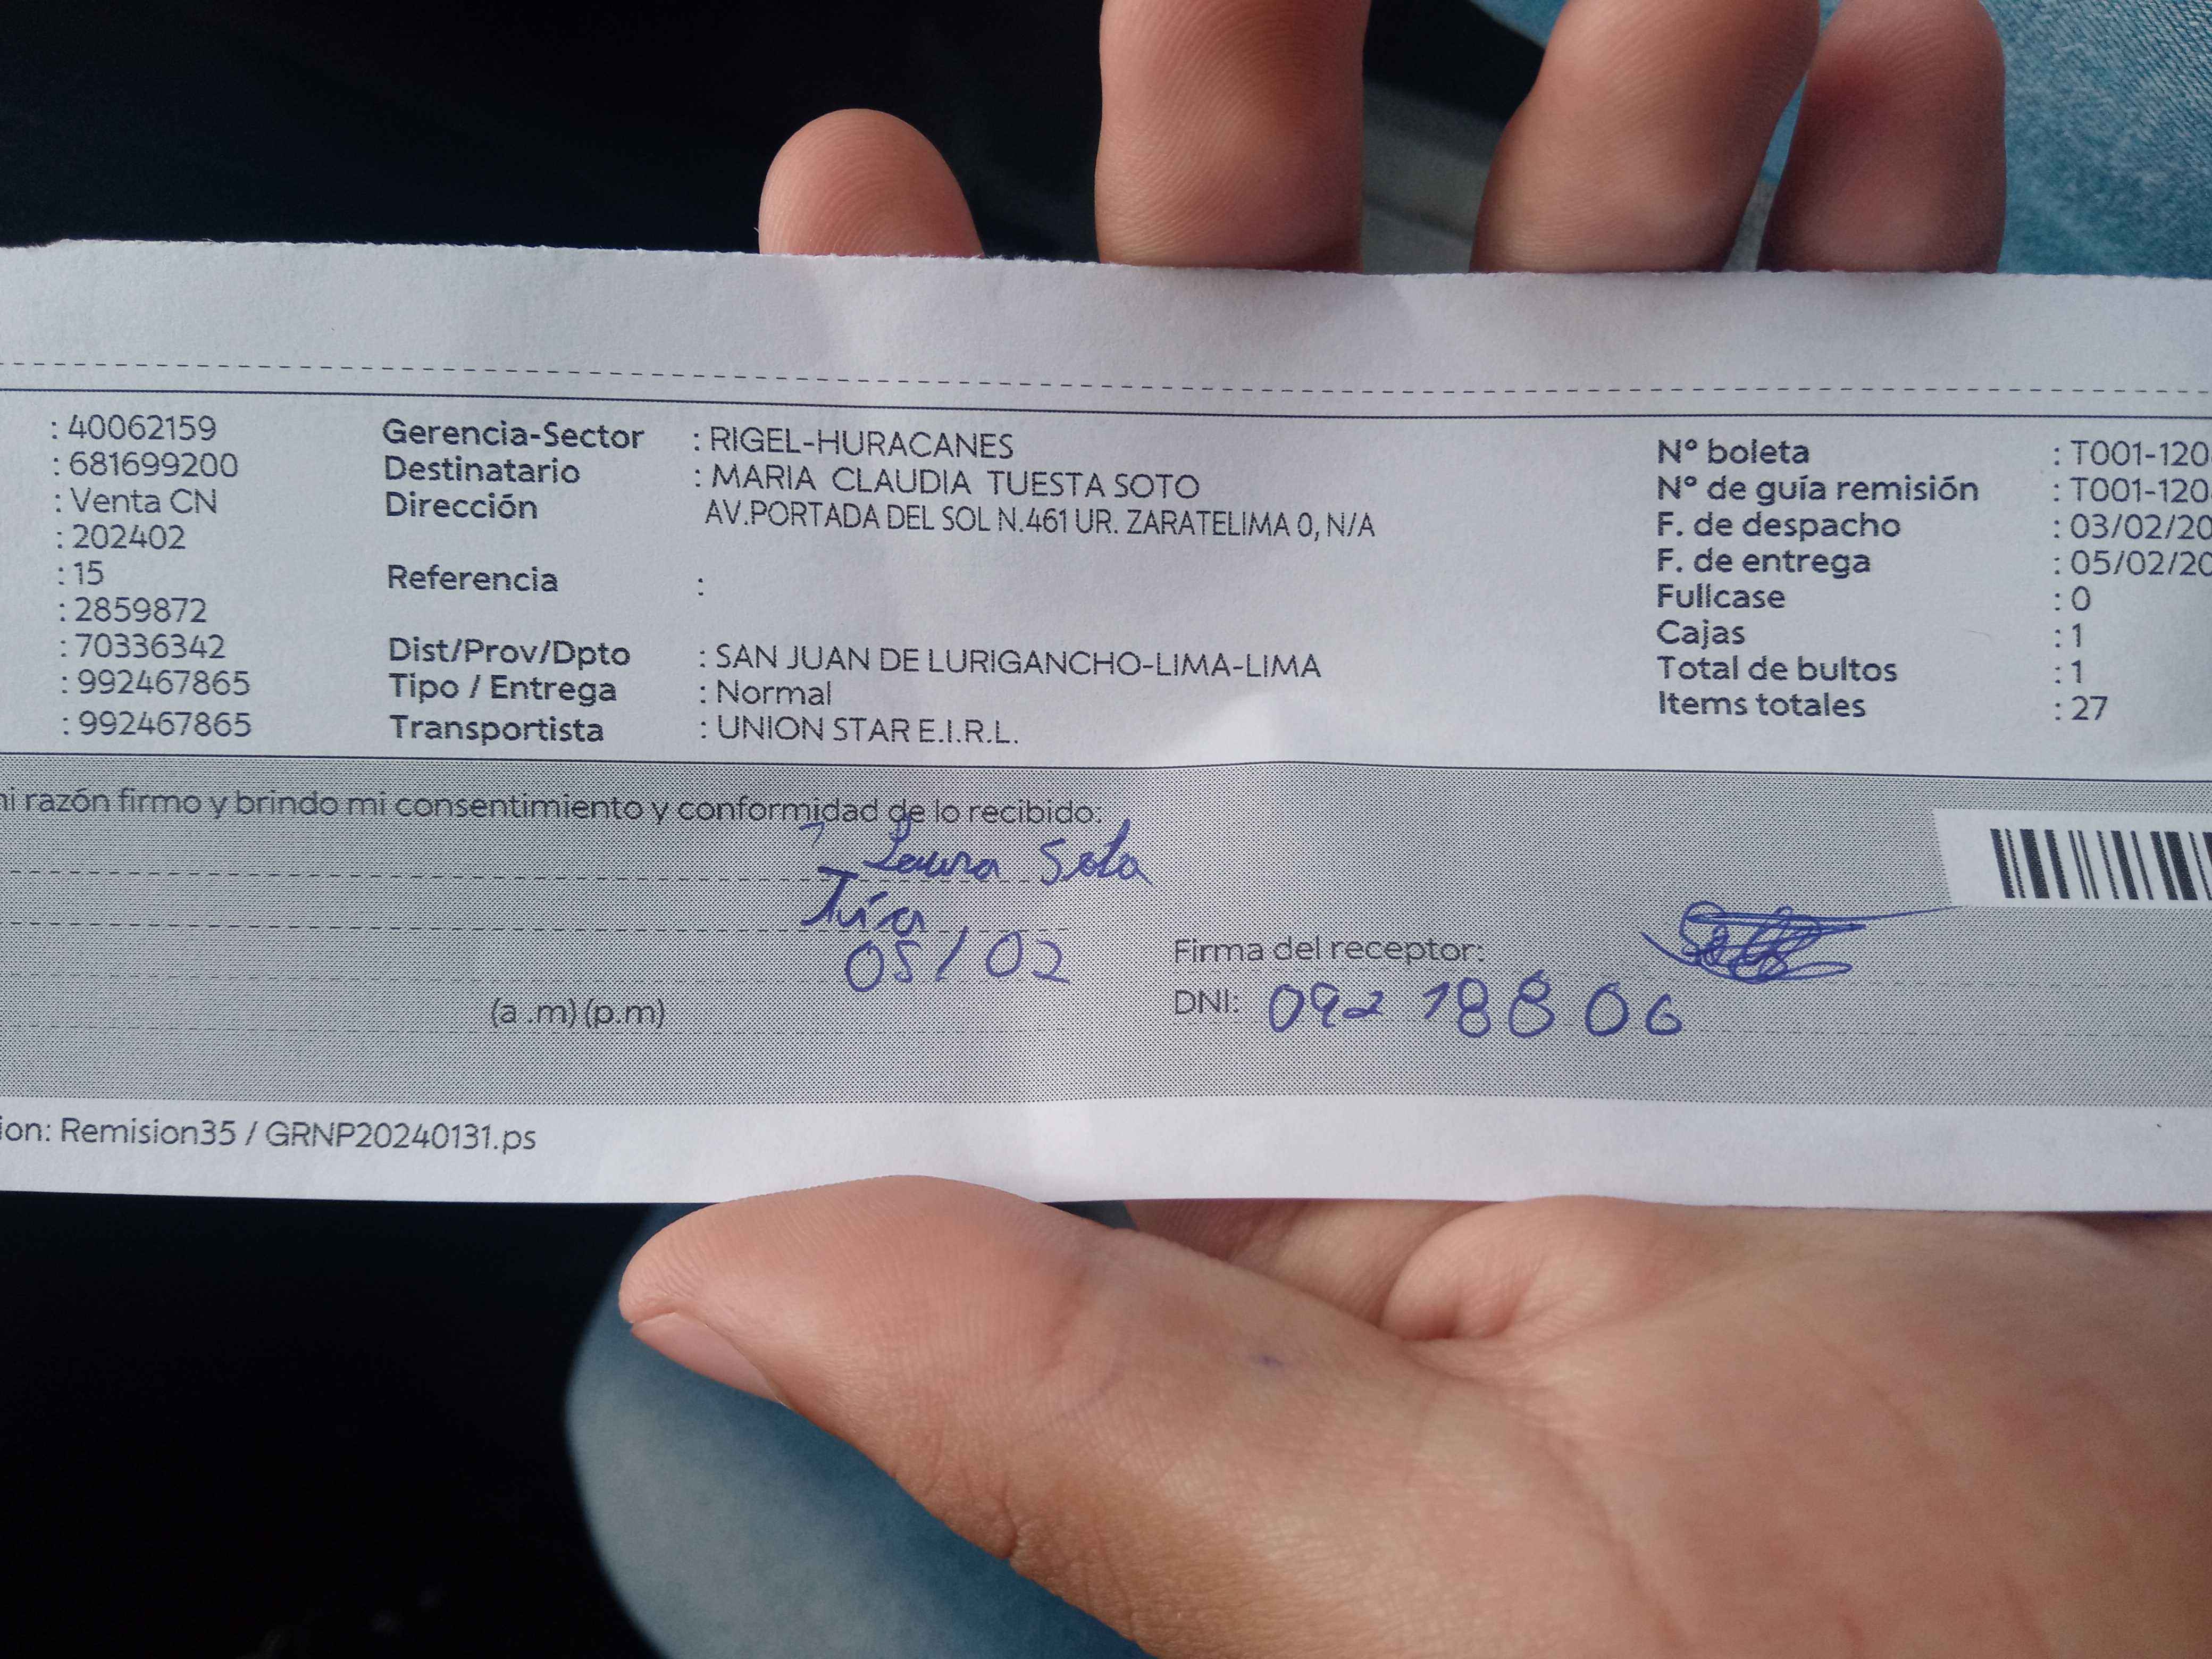 : 40062159 Gerencia-Sector : RIGEL-HURACANES Nº boleta : T001-120
: 681699200 Destinatario : MARIA CLAUDIA TUESTA SOTO Nº de guía remisión : T001-120
: Venta CN Dirección AV.PORTADA DEL SOL N.461 UR. ZARATELIMA 0, N/A F. de despacho : 03/02/20
: 202402 F. de entrega : 05/02/20
: 15 Referencia : Fullcase : 0
: 2859872 Cajas : 1
: 70336342 Dist/Prov/Dpto : SAN JUAN DE LURIGANCHO-LIMA-LIMA Total de bultos : 1
: 992467865 Tipo / Entrega : Normal Items totales : 27
: 992467865 Transportista : UNION STAR E.I.R.L.
mi razón firmo y brindo mi consentimiento y conformidad de lo recibido:
Laura Soto
Tía
05/02
Firma del receptor:
(a .m) (p.m) DNI: 09218806
ion: Remision35 / GRNP20240131.ps